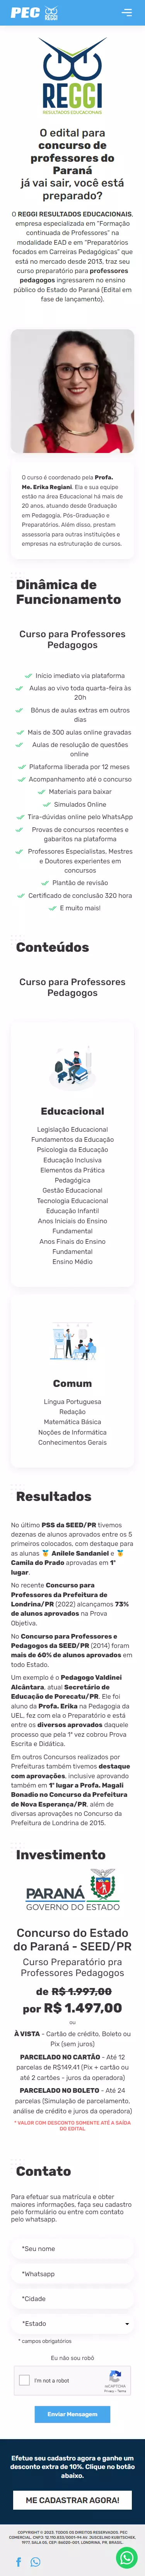 PEC
REGGI
RESULTADOS EDUCACIONAIS
O edital para
concurso de
professores do
Paraná
já vai sair, você está
preparado?
O REGGI RESULTADOS EDUCACIONAIS,
empresa especializada em "Formação
continuada de Professores" na
modalidade EAD e em "Preparatórios
focados em Carreiras Pedagógicas" que
está no mercado desde 2013, traz seu
curso preparatório para professores
pedagogos ingressarem no ensino
público do Estado do Paraná (Edital em
fase de lançamento).
O curso é coordenado pela Profa.
Me. Erika Regiani. Ela e sua equipe
estão na área Educacional há mais de
20 anos, atuando desde Graduação
em Pedagogia, Pós-Graduação e
Preparatórios. Além disso, prestam
assessoria para outras instituições e
empresas na estruturação de cursos.
Dinâmica de
Funcionamento
Curso para Professores
Pedagogos
Início imediato via plataforma
Aulas ao vivo toda quarta-feira às
20h
Bônus de aulas extras em outros
dias
Mais de 300 aulas online gravadas
Aulas de resolução de questões
online
Plataforma liberada por 12 meses
Acompanhamento até o concurso
Materiais para baixar
Simulados Online
Tira-dúvidas online pelo WhatsApp
Provas de concursos recentes e
gabaritos na plataforma
Professores Especialistas, Mestres
e Doutores experientes em
concursos
Plantão de revisão
Certificado de conclusão 320 hora
E muito mais!
Conteúdos
Curso para Professores
Pedagogos
Educacional
Legislação Educacional
Fundamentos da Educação
Psicologia da Educação
Educação Inclusiva
Elementos da Prática
Pedagógica
Gestão Educacional
Tecnologia Educacional
Educação Infantil
Anos Iniciais do Ensino
Fundamental
Anos Finais do Ensino
Fundamental
Ensino Médio
Comum
Língua Portuguesa
Redação
Matemática Básica
Noções de Informática
Conhecimentos Gerais
Resultados
No último PSS da SEED/PR tivemos
dezenas de alunos aprovados entre os 5
primeiros colocados, com destaque para
as alunas 🏅 Anilele Sandaniel e 🏅
Camila do Prado aprovadas em 1°
lugar.
No recente Concurso para
Professores da Prefeitura de
Londrina/PR (2022) alcançamos 73%
de alunos aprovados na Prova
Objetiva.
No Concurso para Professores e
Pedagogos da SEED/PR (2014) foram
mais de 60% de alunos aprovados em
todo Estado.
Um exemplo é o Pedagogo Valdinei
Alcântara, atual Secretário de
Educação de Porecatu/PR. Ele foi
aluno da Profa. Erika na Pedagogia da
UEL, fez com ela o Preparatório e está
entre os diversos aprovados daquele
processo que pela 1° vez cobrou Prova
Escrita e Didática.
Em outros Concursos realizados por
Prefeituras também tivemos destaque
com aprovações, inclusive aprovamos
também em 1° lugar a Profa. Magali
Bonadio no Concurso da Prefeitura
de Nova Esperança/PR, além de
diversas aprovações no Concurso da
Prefeitura de Londrina de 2015.
Investimento
PARANÁ
GOVERNO DO ESTADO
Concurso do Estado
do Paraná - SEED/PR
Curso Preparatório pra
Professores Pedagogos
de R$ 1.997,00
por R$ 1.497,00
ou
À VISTA - Cartão de crédito, Boleto ou
Pix (sem juros)
PARCELADO NO CARTÃO - Até 12
parcelas de R$149,41 (Pix + cartão ou
até 2 cartões - juros da operadora)
PARCELADO NO BOLETO - Até 24
parcelas (Simulação de parcelamento,
análise de crédito e juros da operadora)
* VALOR COM DESCONTO SOMENTE ATÉ A SAÍDA
DO EDITAL
Contato
Para efetuar sua matrícula e obter
maiores informações, faça seu cadastro
no formulário ou entre com contato
pelo whatsapp.
*Seu nome
*Whatsapp
*Cidade
*Estado
* campos obrigatórios
Eu não sou robô
I'm not a robot
reCAPTCHA
Privacy - Terms
Enviar Mensagem
Efetue seu cadastro agora e ganhe um
desconto extra de 10%. Clique no botão
abaixo.
ME CADASTRAR AGORA!
COPYRIGHT © 2023. TODOS OS DIREITOS RESERVADOS. PEC
COMERCIAL. CNPJ: 12.110.833/0001-94